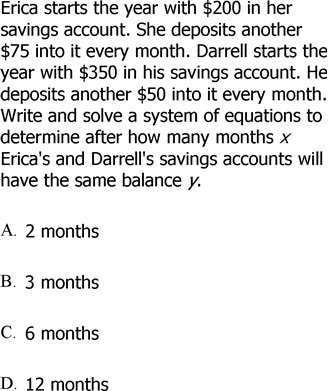 Erica starts the year with $200 in her
savings account. She deposits another
$75 into it every month. Darrell starts the
year with $350 in his savings account. He
deposits another $50 into it every month.
Write and solve a system of equations to
determine after how many months x
Erica's and Darrell's savings accounts will
have the same balance y.
A. 2 months
B. 3 months
C. 6 months
D. 12 months